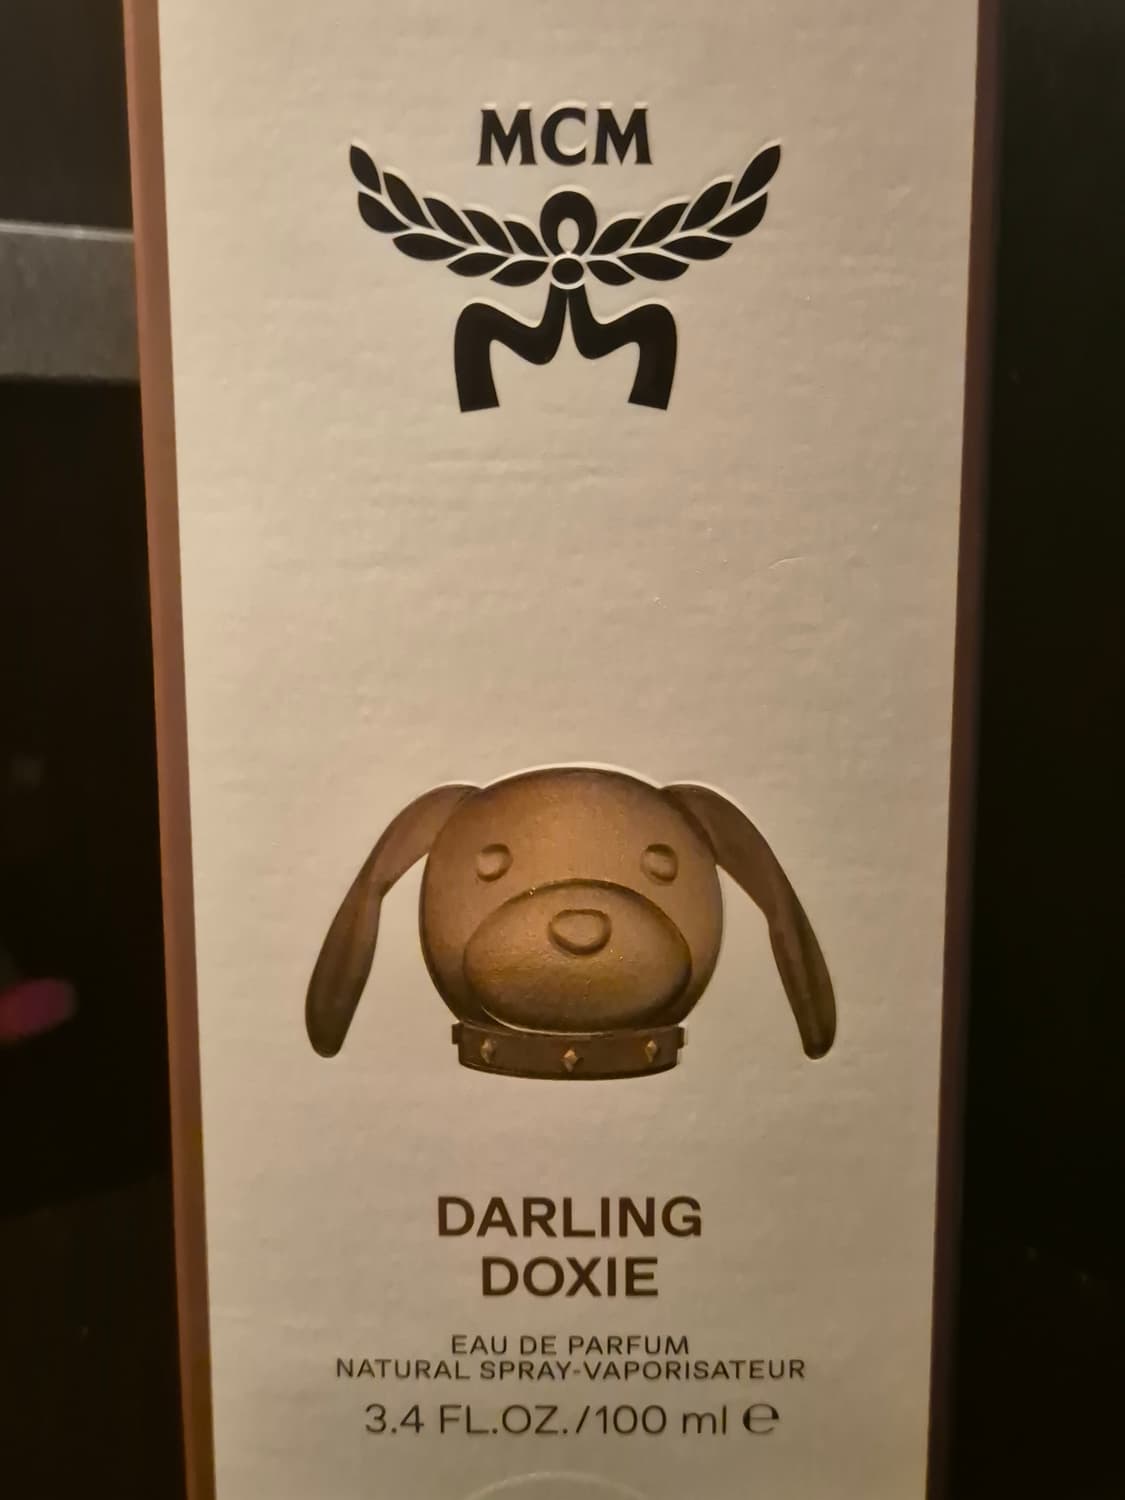 MCM
DARLING
DOXIE
EAU DE PARFUM
NATURAL SPRAY-VAPORISATEUR
3.4 FL.OZ./100 ml ℮